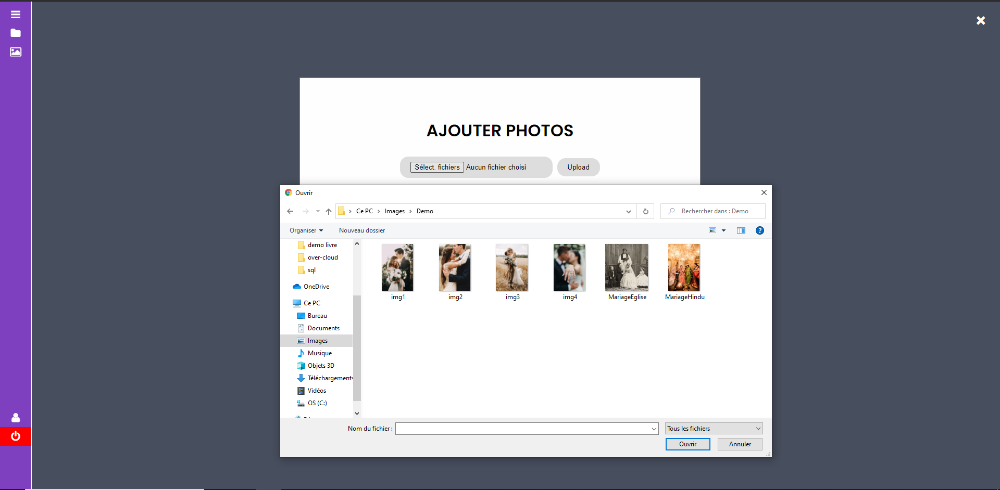 AJOUTER PHOTOS
Sélect. fichiers Aucun fichier choisi
Upload
Ouvrir
Ce PC > Images > Demo
Rechercher dans : Demo
Organiser
Nouveau dossier
demo livre
over-cloud
sql
OneDrive
Ce PC
Bureau
Documents
Images
Musique
Objets 3D
Téléchargements
Vidéos
OS (C:)
img1
img2
img3
img4
MariageEglise
MariageHindu
Nom du fichier :
Tous les fichiers
Ouvrir
Annuler